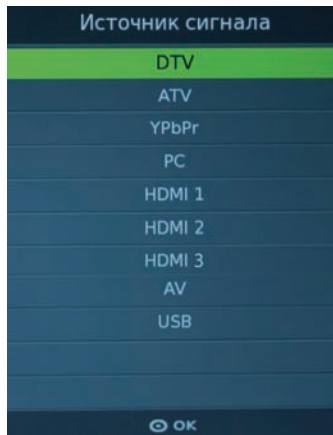 Источник сигнала
DTV
ATV
YPbPr
PC
HDMI 1
HDMI 2
HDMI 3
AV
USB
OK